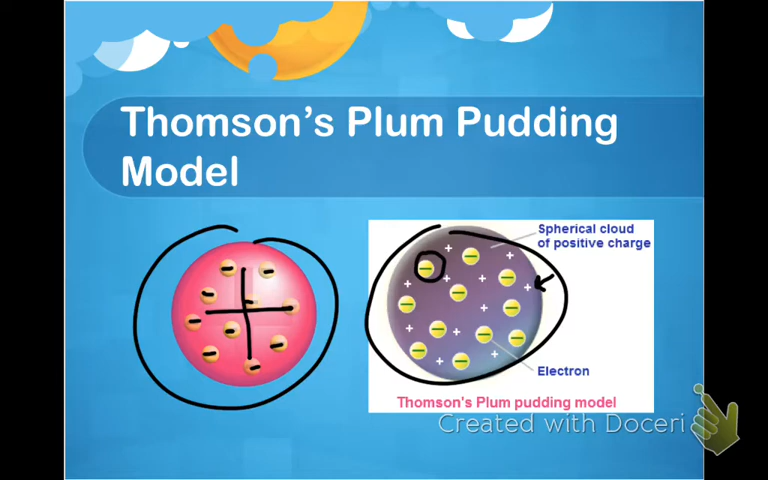 Thomson's Plum Pudding
Model
Spherical cloud
of positive charge
Electron
Thomson's Plum pudding model
Created with Doceri